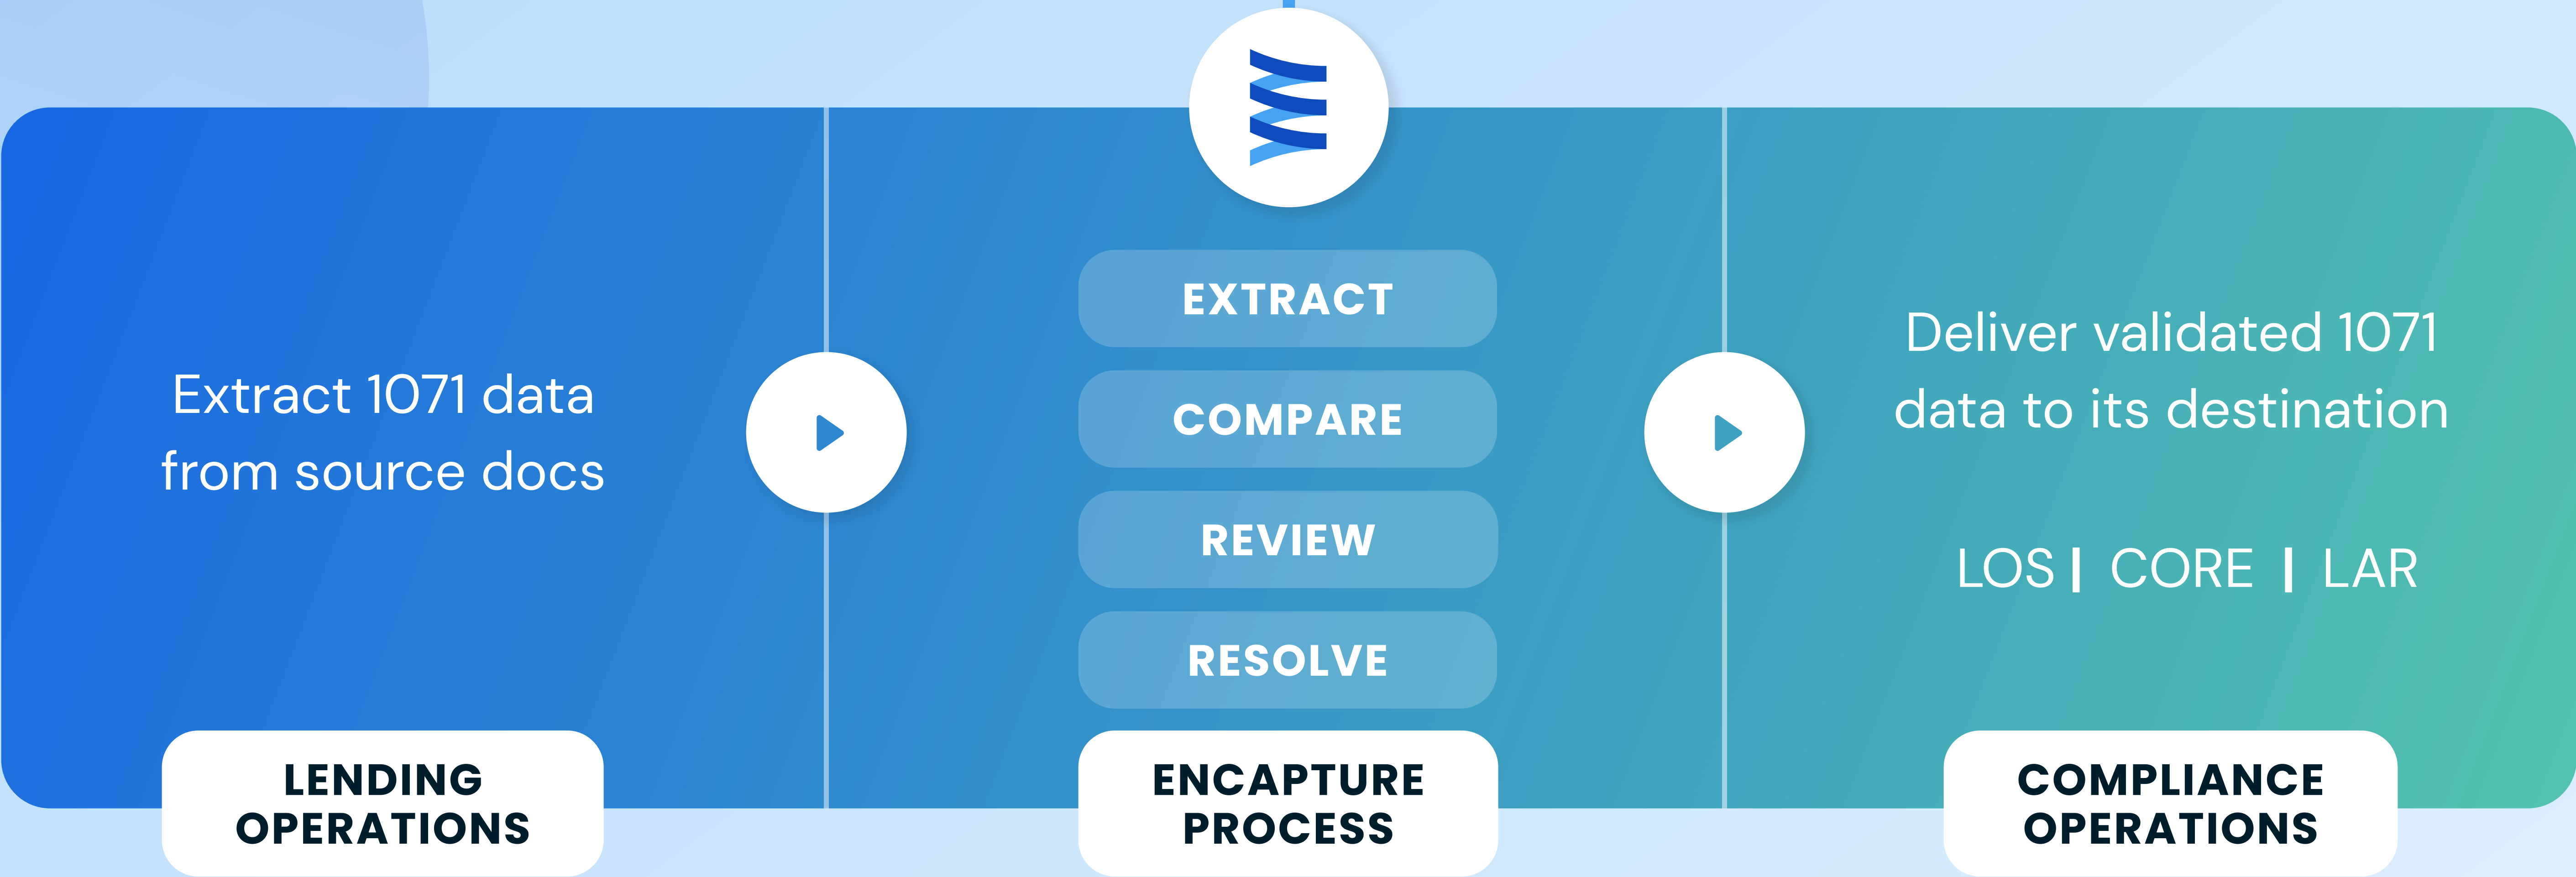 Extract 1071 data
from source docs
LENDING
OPERATIONS
EXTRACT
COMPARE
REVIEW
RESOLVE
ENCAPTURE
PROCESS
Deliver validated 1071
data to its destination
LOS | CORE | LAR
COMPLIANCE
OPERATIONS